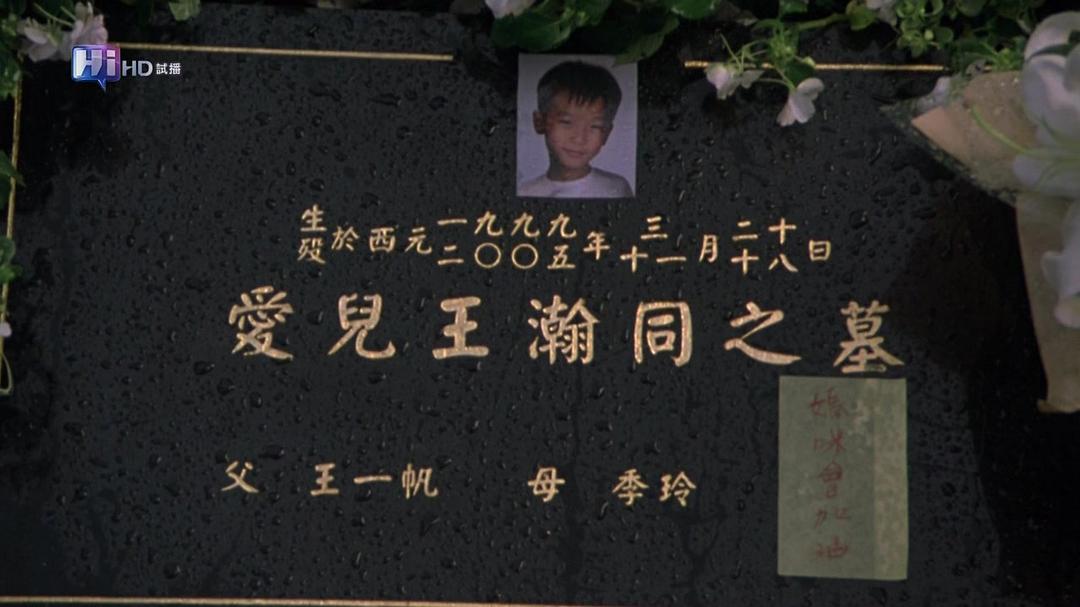 Hi HD 試播
生於西元一九九九年三月二十日
歿二〇〇五十一十八
愛兒王瀚同之墓
父 王一帆 母 季玲
媽咪會加油